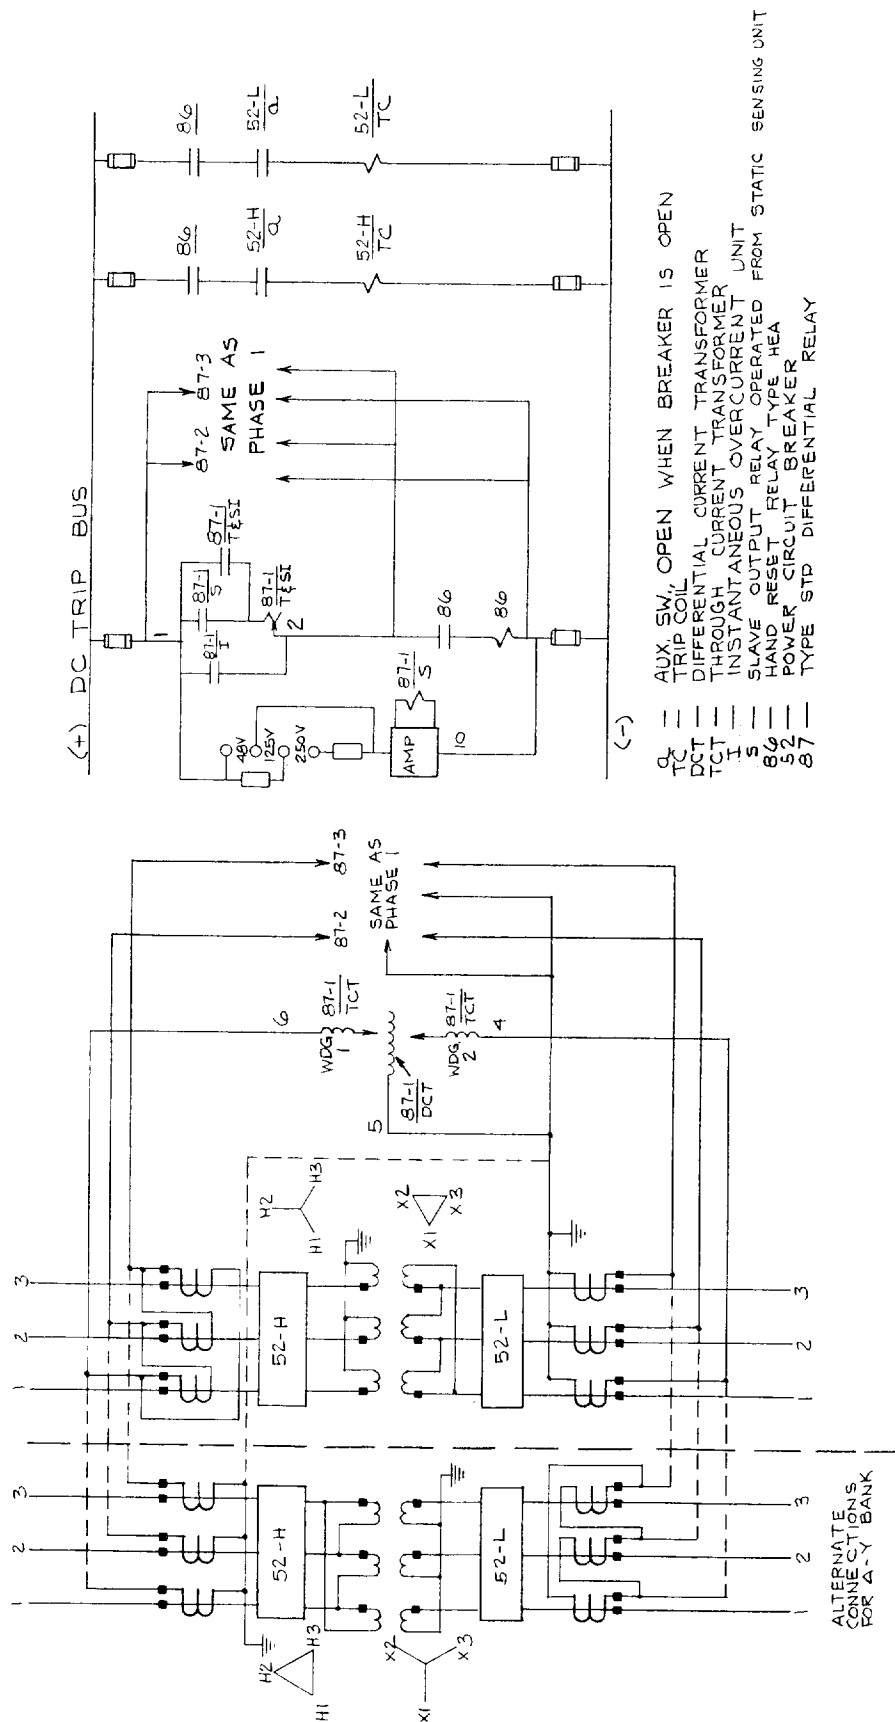 (+) DC TRIP BUS
86
52-L
a
52-L
TC
86
52-H
a
52-H
TC
87-2
87-3
SAME AS
PHASE 1
1
87-1
I
87-1
S
87-1
T&SI
87-1
T&SI
2
86
86
48V
125V
250V
AMP
87-1
S
10
(-)
a — AUX. SW., OPEN WHEN BREAKER IS OPEN
TC — TRIP COIL
DCT — DIFFERENTIAL CURRENT TRANSFORMER
TCT — THROUGH CURRENT TRANSFORMER
I — INSTANTANEOUS OVERCURRENT UNIT
S — SLAVE OUTPUT RELAY OPERATED FROM STATIC SENSING UNIT
86 — HAND RESET RELAY TYPE HEA
52 — POWER CIRCUIT BREAKER
87 — TYPE STD DIFFERENTIAL RELAY
1
2
3
1
2
3
52-H
52-H
H2
H1
H3
H2
H1
H3
X2
X1
X3
X2
X1
X3
52-L
52-L
1
2
3
1
2
3
6
WDG.
1
87-1
TCT
5
87-1
DCT
WDG.
2
87-1
TCT
4
87-2
87-3
SAME AS
PHASE 1
ALTERNATE
CONNECTIONS
FOR Δ-Y BANK